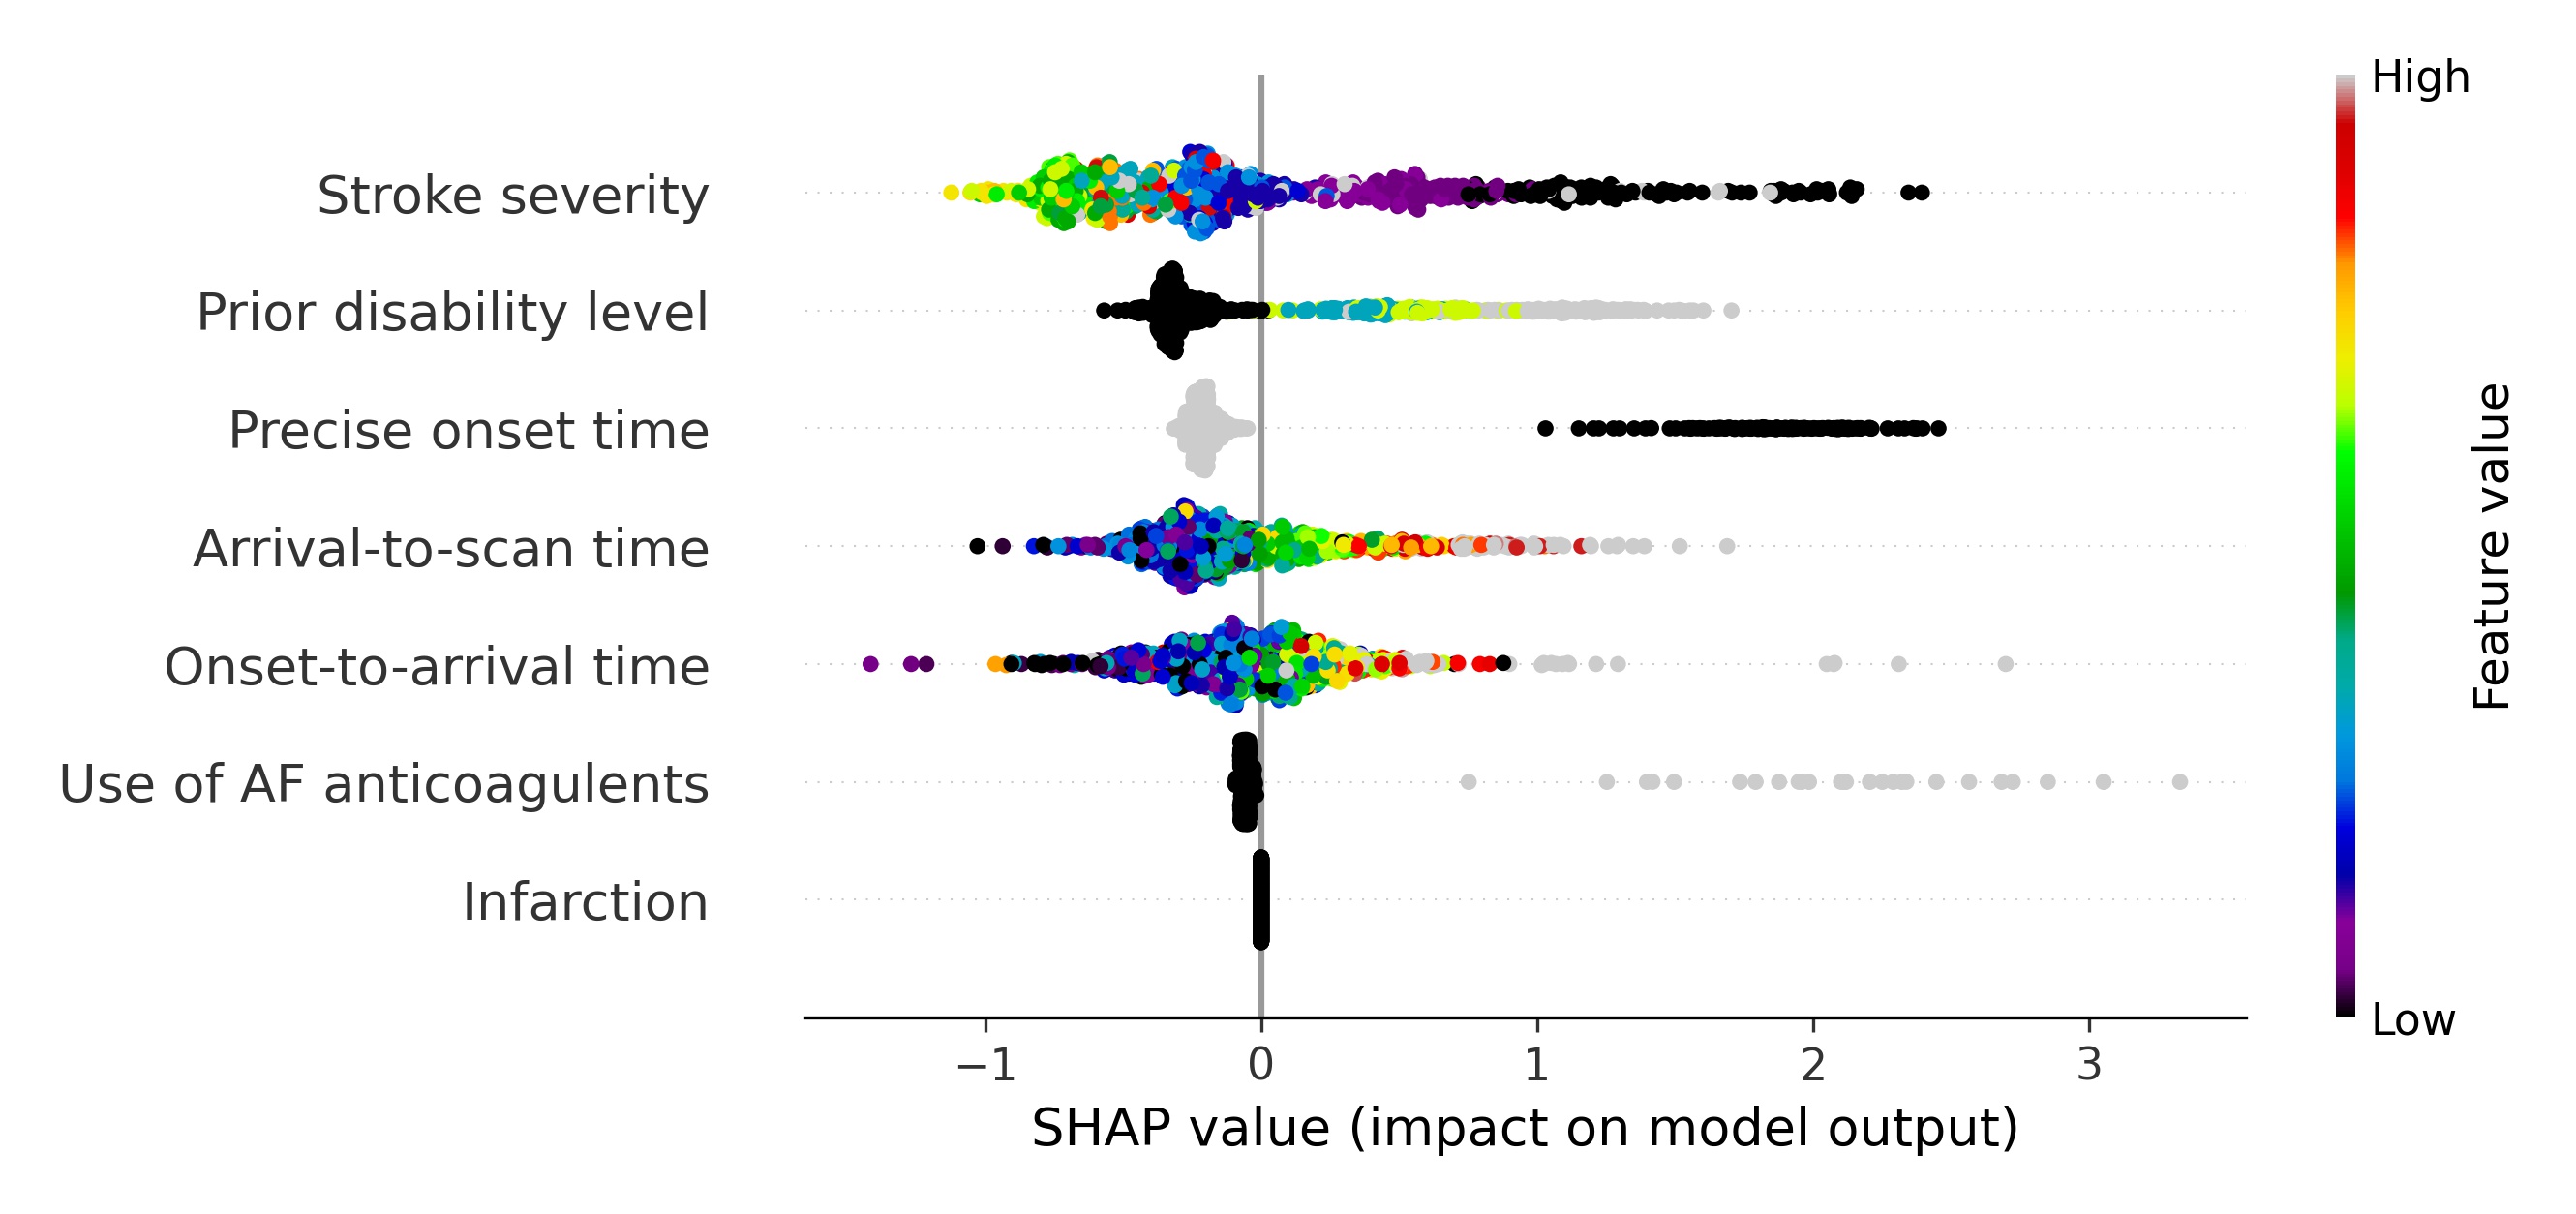 High
Stroke severity
Prior disability level
Precise onset time
Arrival-to-scan time
Onset-to-arrival time
Use of AF anticoagulents
Infarction
Feature value
Low
−1 0 1 2 3
SHAP value (impact on model output)